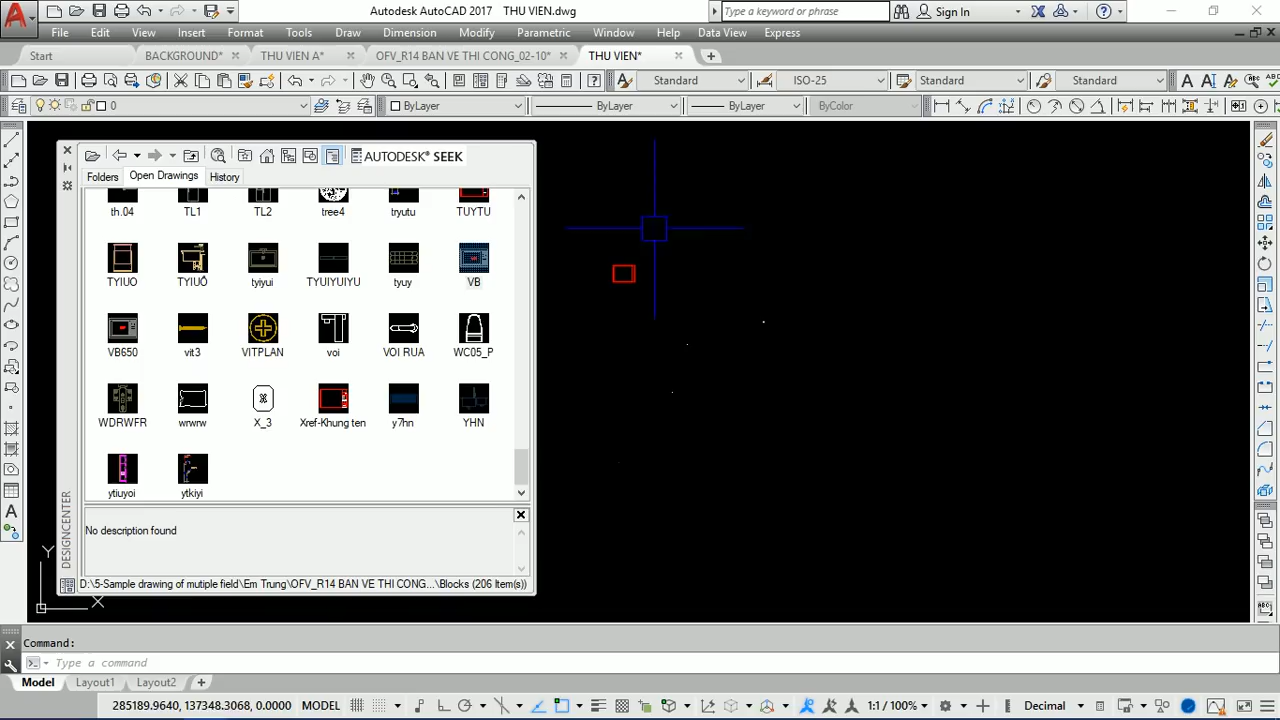 Autodesk AutoCAD 2017 THU VIEN.dwg
Type a keyword or phrase
Sign In
File Edit View Insert Format Tools Draw Dimension Modify Parametric Window Help Data View Express
Start BACKGROUND* THU VIEN A* OFV_R14 BAN VE THI CONG_02-10* THU VIEN*
Standard ISO-25 Standard Standard
0 ByLayer ByLayer ByLayer ByColor
AUTODESK® SEEK
Folders Open Drawings History
th.04 TL1 TL2 tree4 tryutu TUYTU
TYIUO TYIUÓ tyiyui TYUIYUIYU tyuy VB
VB650 vit3 VITPLAN voi VOI RUA WC05_P
WDRWFR wrwrw X_3 Xref-Khung ten y7hn YHN
ytiuyoi ytkiyi
No description found
DESIGNCENTER
D:\5-Sample drawing of mutiple field\Em Trung\OFV_R14 BAN VE THI CONG...\Blocks (206 Item(s))
Y
X
Command:
Type a command
Model Layout1 Layout2
285189.9640, 137348.3068, 0.0000 MODEL 1:1 / 100% Decimal